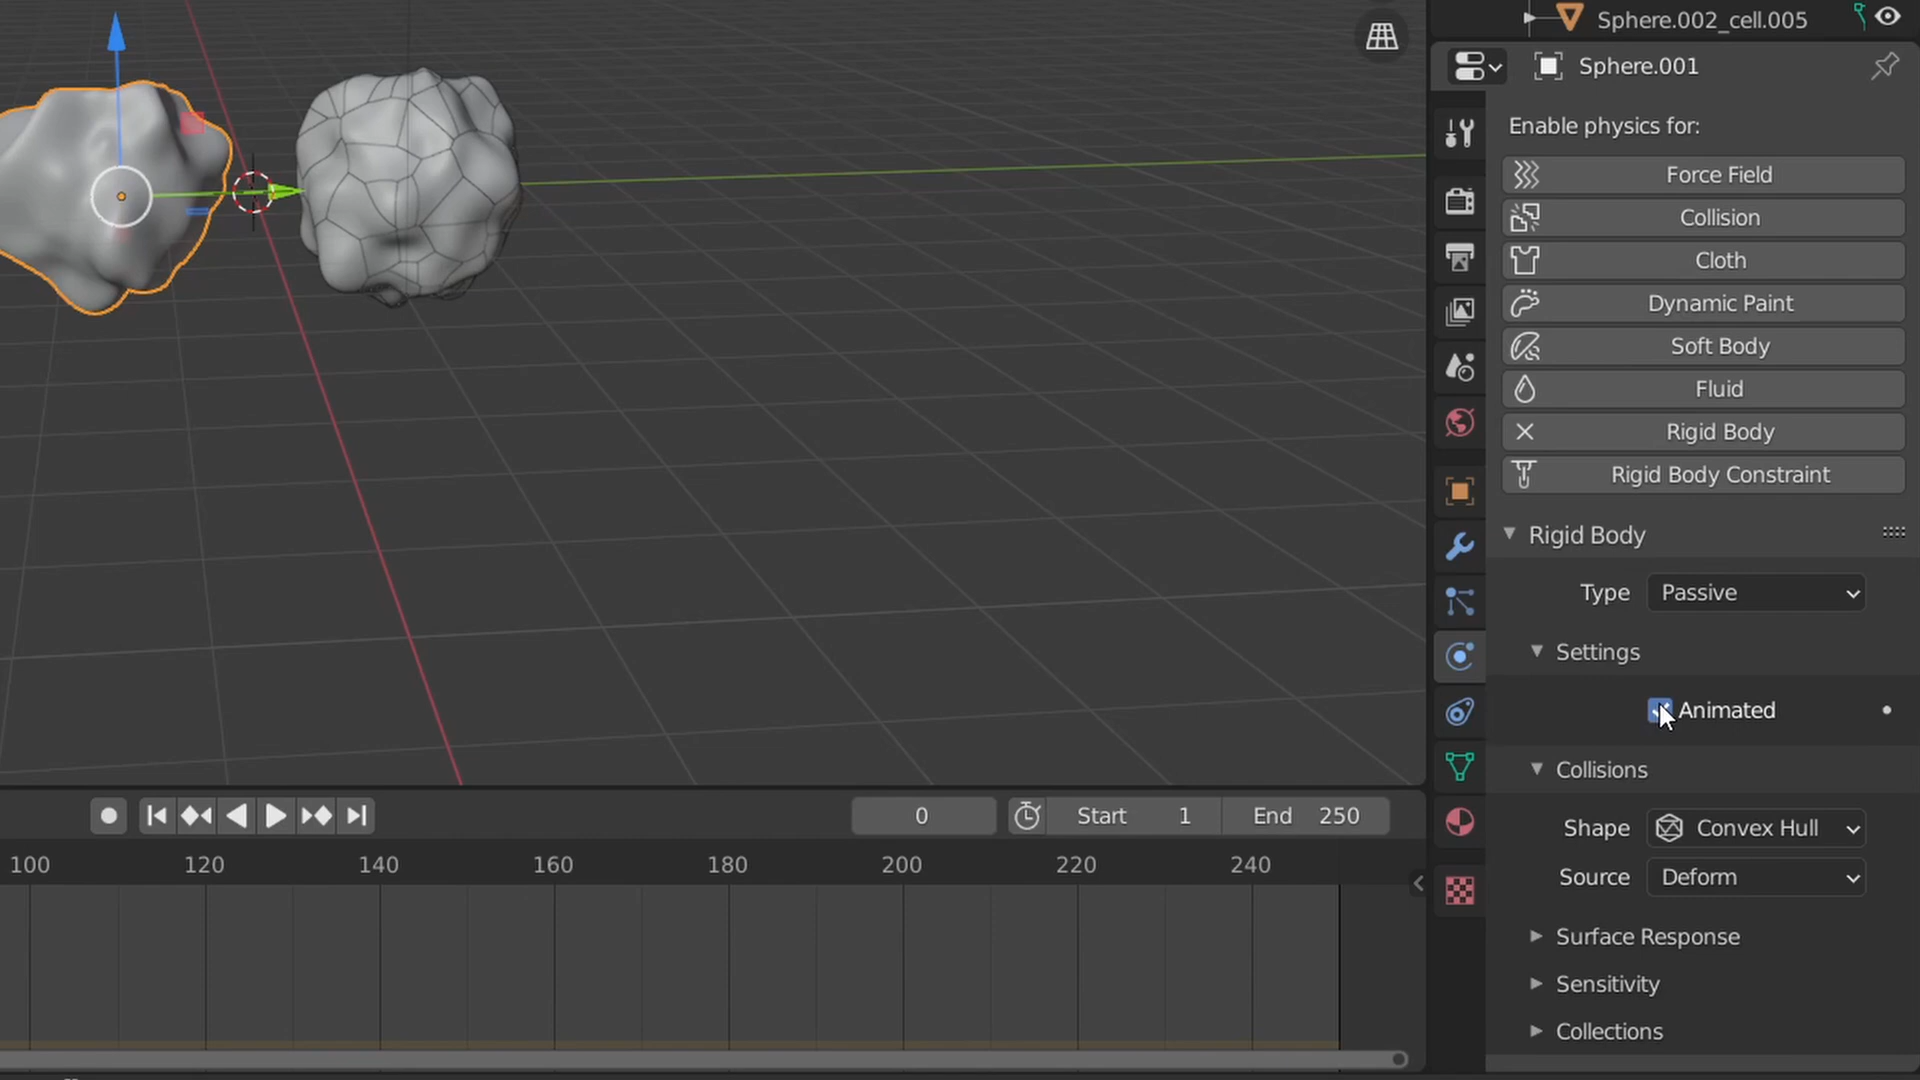 Sphere.002_cell.005
Sphere.001
Enable physics for:
Force Field
Collision
Cloth
Dynamic Paint
Soft Body
Fluid
Rigid Body
Rigid Body Constraint
Rigid Body
Type Passive
Settings
Animated
Collisions
Shape Convex Hull
Source Deform
Surface Response
Sensitivity
Collections
0 Start 1 End 250
100 120 140 160 180 200 220 240